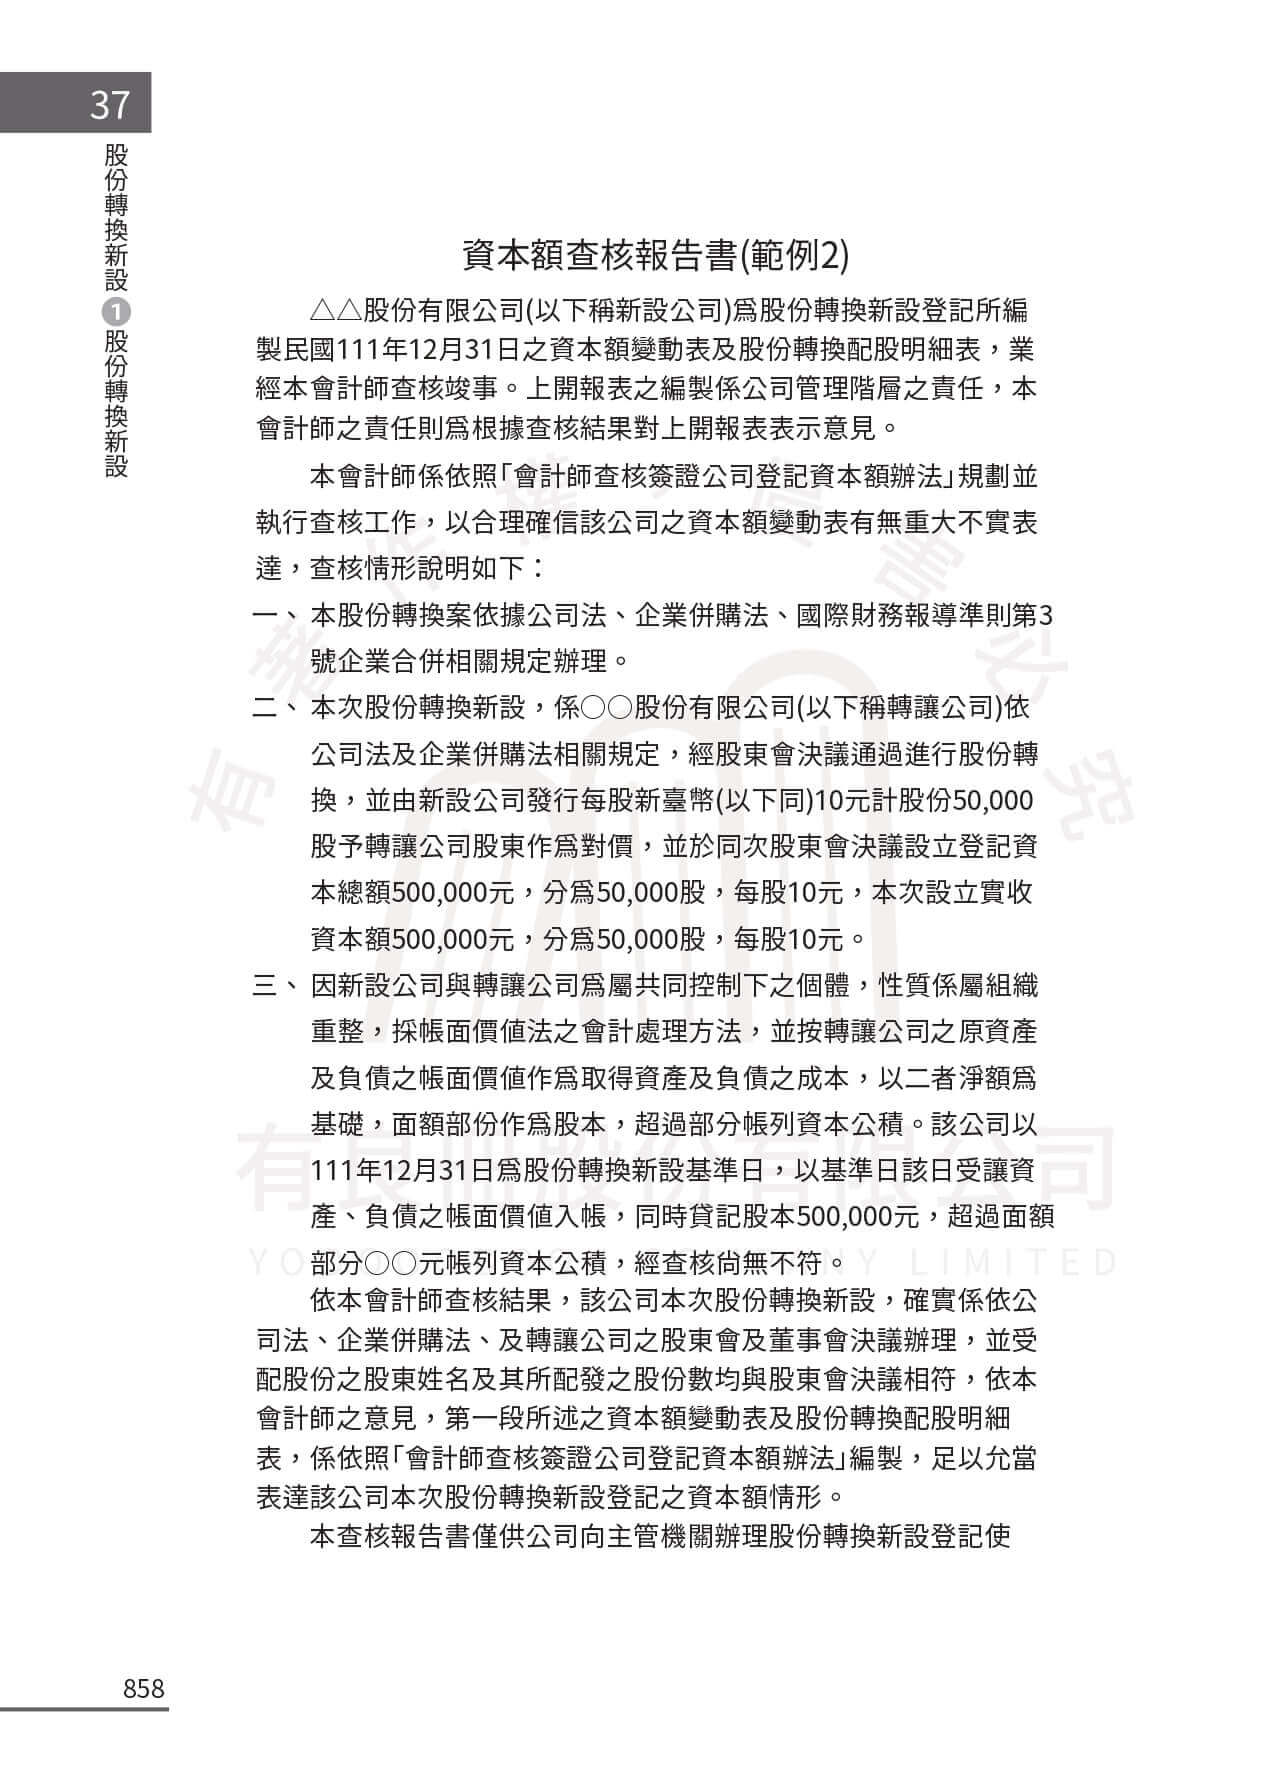 37
股份轉換新設 1 股份轉換新設
資本額查核報告書(範例2)
△△股份有限公司(以下稱新設公司)爲股份轉換新設登記所編
製民國111年12月31日之資本額變動表及股份轉換配股明細表，業
經本會計師查核竣事。上開報表之編製係公司管理階層之責任，本
會計師之責任則爲根據查核結果對上開報表表示意見。
本會計師係依照「會計師查核簽證公司登記資本額辦法」規劃並
執行查核工作，以合理確信該公司之資本額變動表有無重大不實表
達，查核情形說明如下：
一、 本股份轉換案依據公司法、企業併購法、國際財務報導準則第3
號企業合併相關規定辦理。
二、 本次股份轉換新設，係○○股份有限公司(以下稱轉讓公司)依
公司法及企業併購法相關規定，經股東會決議通過進行股份轉
換，並由新設公司發行每股新臺幣(以下同)10元計股份50,000
股予轉讓公司股東作爲對價，並於同次股東會決議設立登記資
本總額500,000元，分爲50,000股，每股10元，本次設立實收
資本額500,000元，分爲50,000股，每股10元。
三、 因新設公司與轉讓公司爲屬共同控制下之個體，性質係屬組織
重整，採帳面價值法之會計處理方法，並按轉讓公司之原資產
及負債之帳面價值作爲取得資產及負債之成本，以二者淨額爲
基礎，面額部份作爲股本，超過部分帳列資本公積。該公司以
111年12月31日爲股份轉換新設基準日，以基準日該日受讓資
產、負債之帳面價值入帳，同時貸記股本500,000元，超過面額
部分○○元帳列資本公積，經查核尙無不符。
依本會計師查核結果，該公司本次股份轉換新設，確實係依公
司法、企業併購法、及轉讓公司之股東會及董事會決議辦理，並受
配股份之股東姓名及其所配發之股份數均與股東會決議相符，依本
會計師之意見，第一段所述之資本額變動表及股份轉換配股明細
表，係依照「會計師查核簽證公司登記資本額辦法」編製，足以允當
表達該公司本次股份轉換新設登記之資本額情形。
本查核報告書僅供公司向主管機關辦理股份轉換新設登記使
858
有著作權、盜書必究